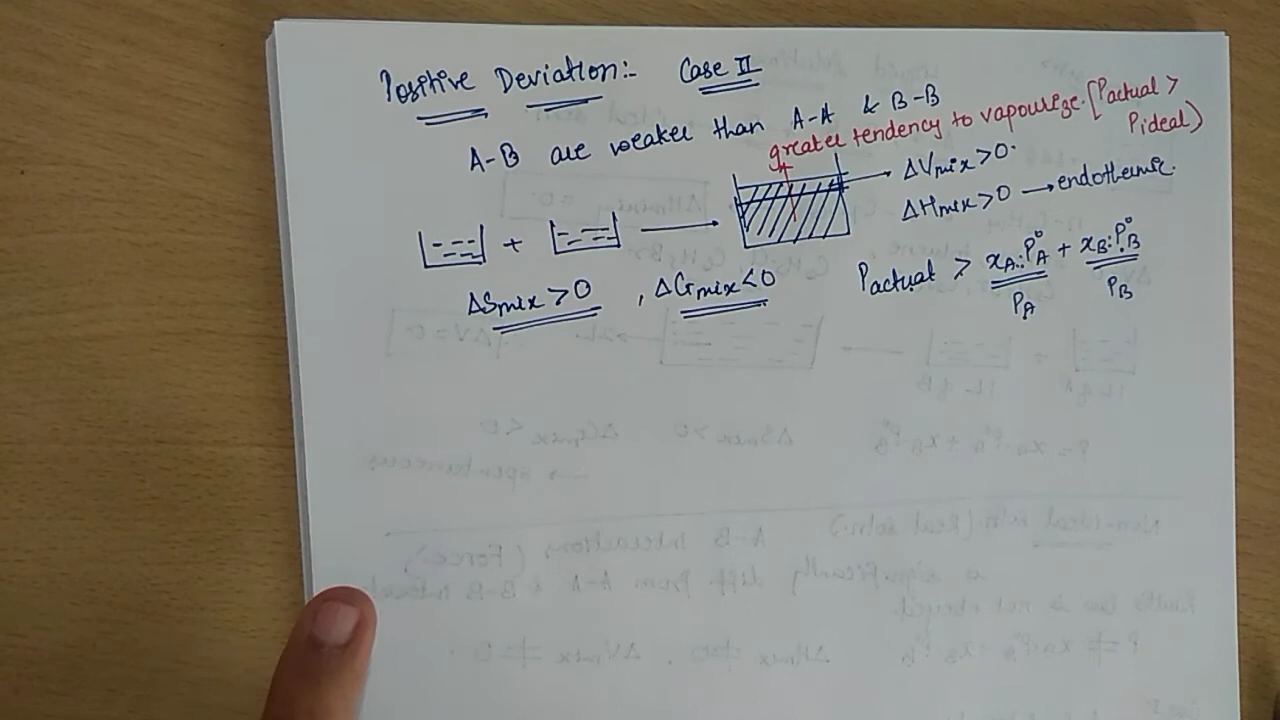 Positive Deviation:- Case II
A-B are weaker than A-A & B-B
greater tendency to vapourize. [Pactual >
Pideal)
ΔVmix>0.
+ → ΔHmix>0 → endothermic.
ΔSmix>0 , ΔGmix<0 Pactual > xA.P°A + xB.P°B
PA PB